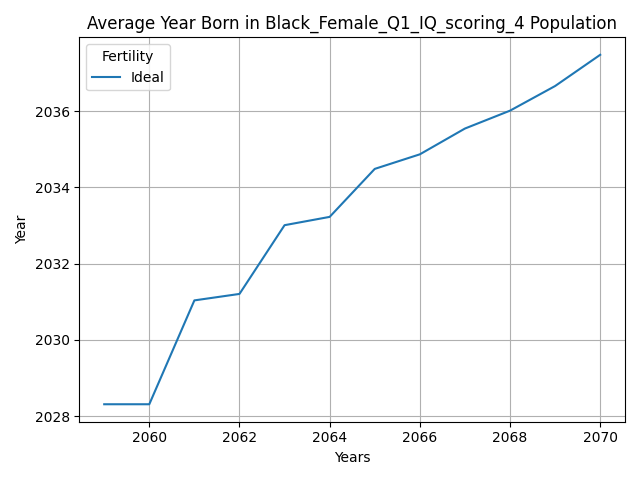 Average Year Born in Black_Female_Q1_IQ_scoring_4 Population
Fertility
Ideal
2036
2034
2032
2030
2028
Year
2060 2062 2064 2066 2068 2070
Years